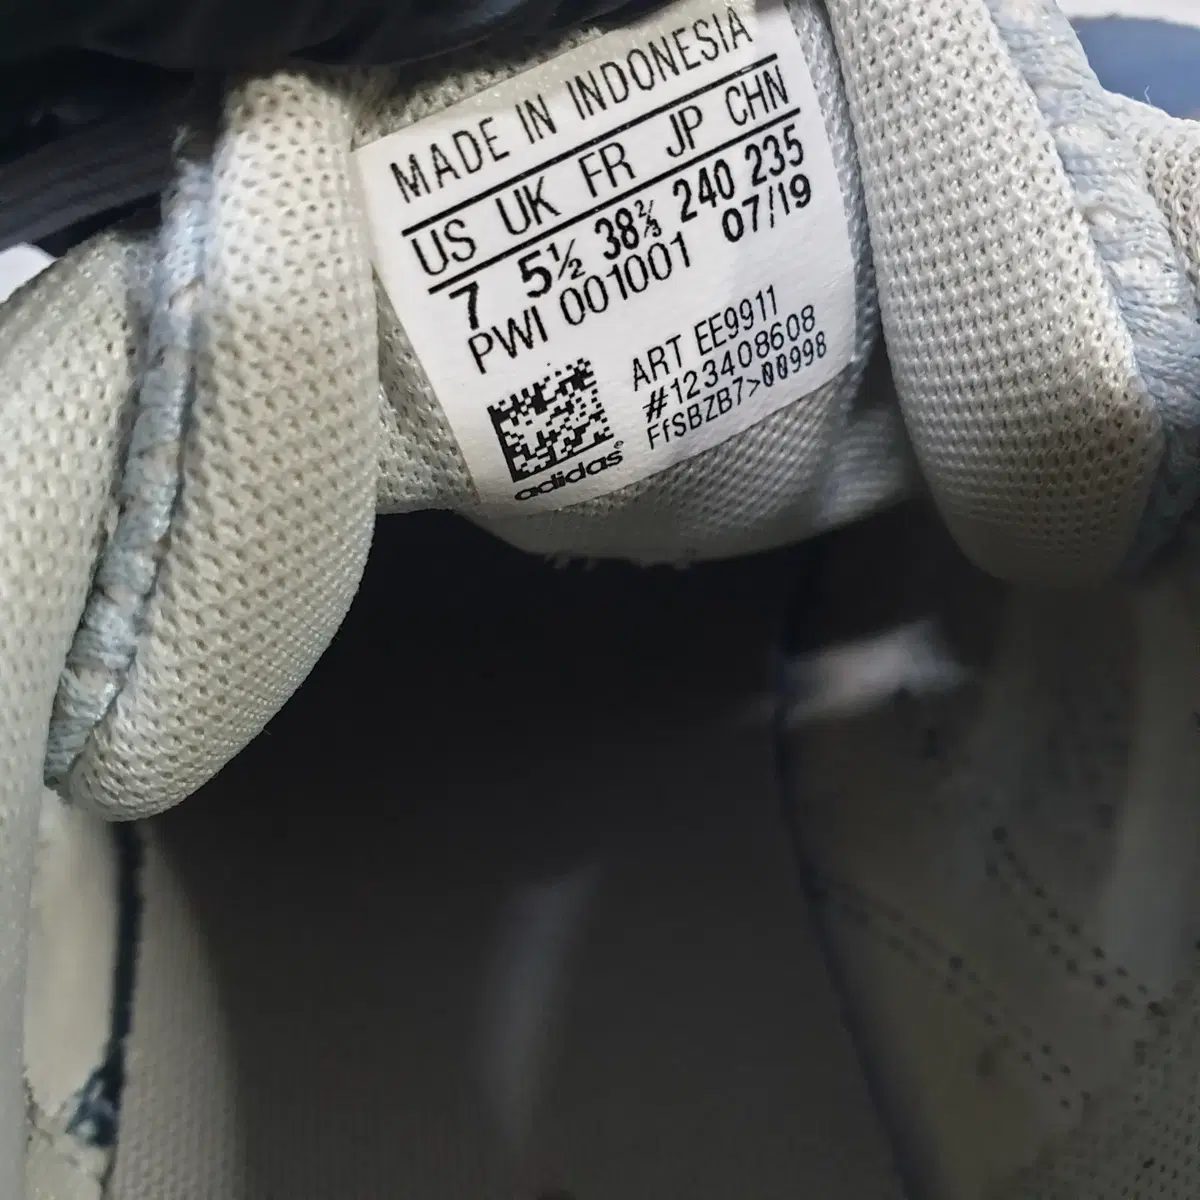 MADE IN INDONESIA
US UK FR JP CHN
7 5½ 38⅔ 240 235
PWI 001001 07/19
ART EE9911
#123408608
FfSBZB7>00998
adidas®